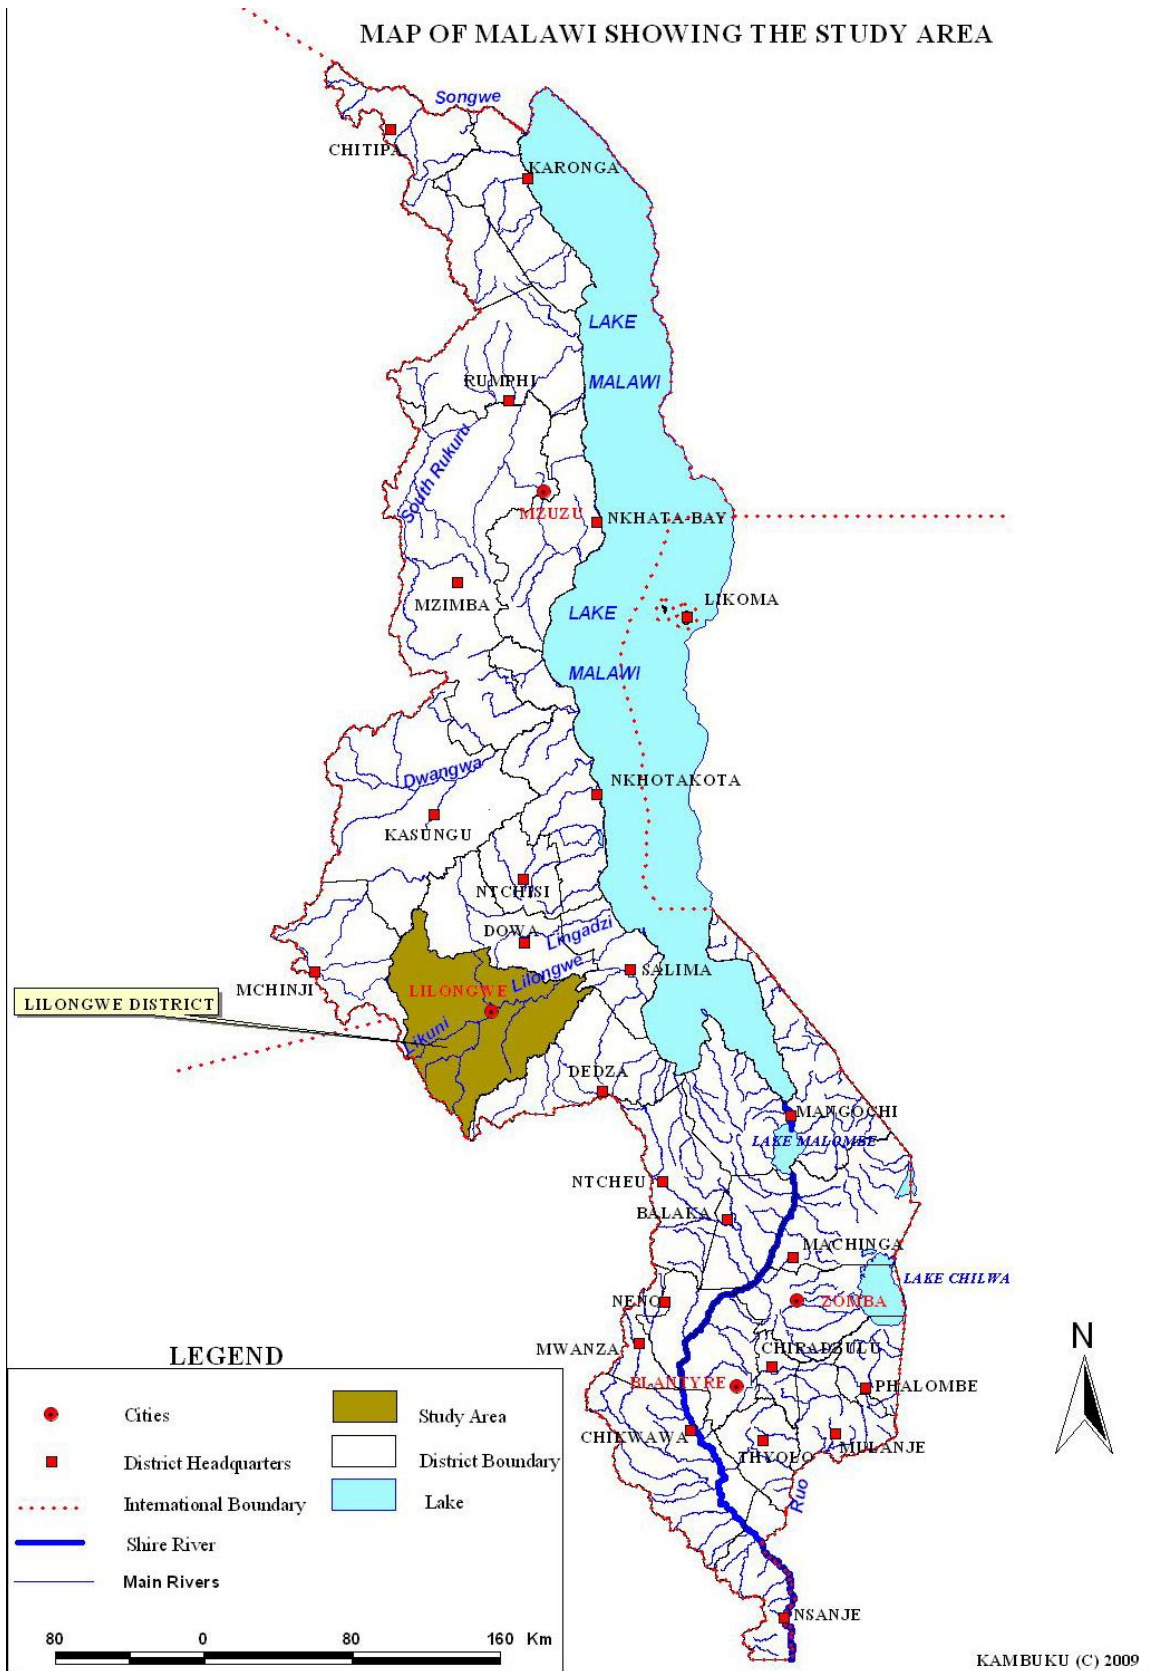 MAP OF MALAWI SHOWING THE STUDY AREA
Songwe
CHITIPA
KARONGA
LAKE
MALAWI
RUMPHI
South Rukuru
MZUZU
NKHATA-BAY
MZIMBA
LAKE
LIKOMA
MALAWI
Dwangwa
NKHOTAKOTA
KASUNGU
NTCHISI
DOWA
Lingadzi
Lilongwe
SALIMA
MCHINJI
LILONGWE
LILONGWE DISTRICT
Likuni
DEDZA
MANGOCHI
LAKE MALOMBE
NTCHEU
BALAKA
MACHINGA
LAKE CHILWA
NENO
ZOMBA
MWANZA
CHIRADZULU
BLANTYRE
PHALOMBE
CHIKWAWA
THYOLO
MULANJE
Ruo
NSANJE
N
LEGEND
Cities
Study Area
District Headquarters
District Boundary
International Boundary
Lake
Shire River
Main Rivers
80 0 80 160 Km
KAMBUKU (C) 2009